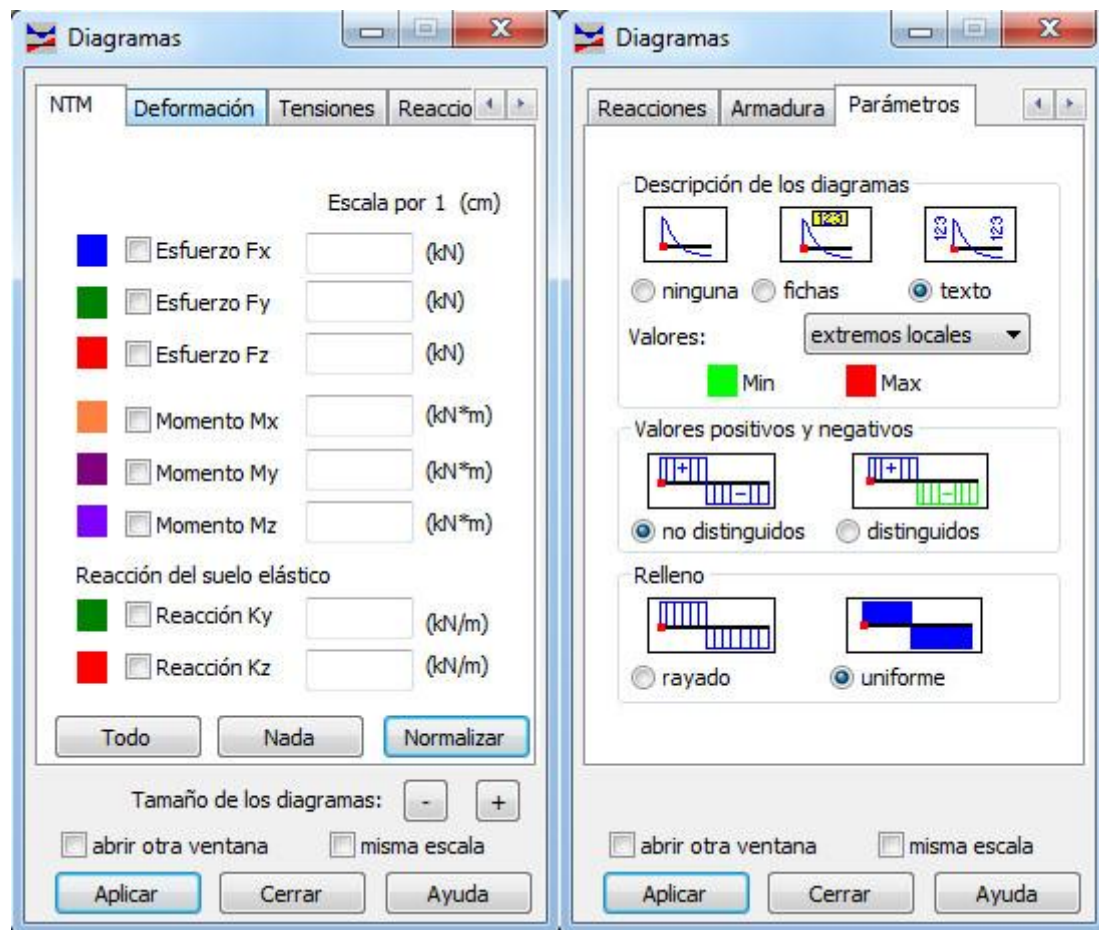 Diagramas
NTM Deformación Tensiones Reaccio
Escala por 1 (cm)
Esfuerzo Fx (kN)
Esfuerzo Fy (kN)
Esfuerzo Fz (kN)
Momento Mx (kN*m)
Momento My (kN*m)
Momento Mz (kN*m)
Reacción del suelo elástico
Reacción Ky (kN/m)
Reacción Kz (kN/m)
Todo Nada Normalizar
Tamaño de los diagramas: - +
abrir otra ventana misma escala
Aplicar Cerrar Ayuda
Diagramas
Reacciones Armadura Parámetros
Descripción de los diagramas
123 123 123
ninguna fichas texto
Valores: extremos locales
Min Max
Valores positivos y negativos
+ - + -
no distinguidos distinguidos
Relleno
rayado uniforme
abrir otra ventana misma escala
Aplicar Cerrar Ayuda